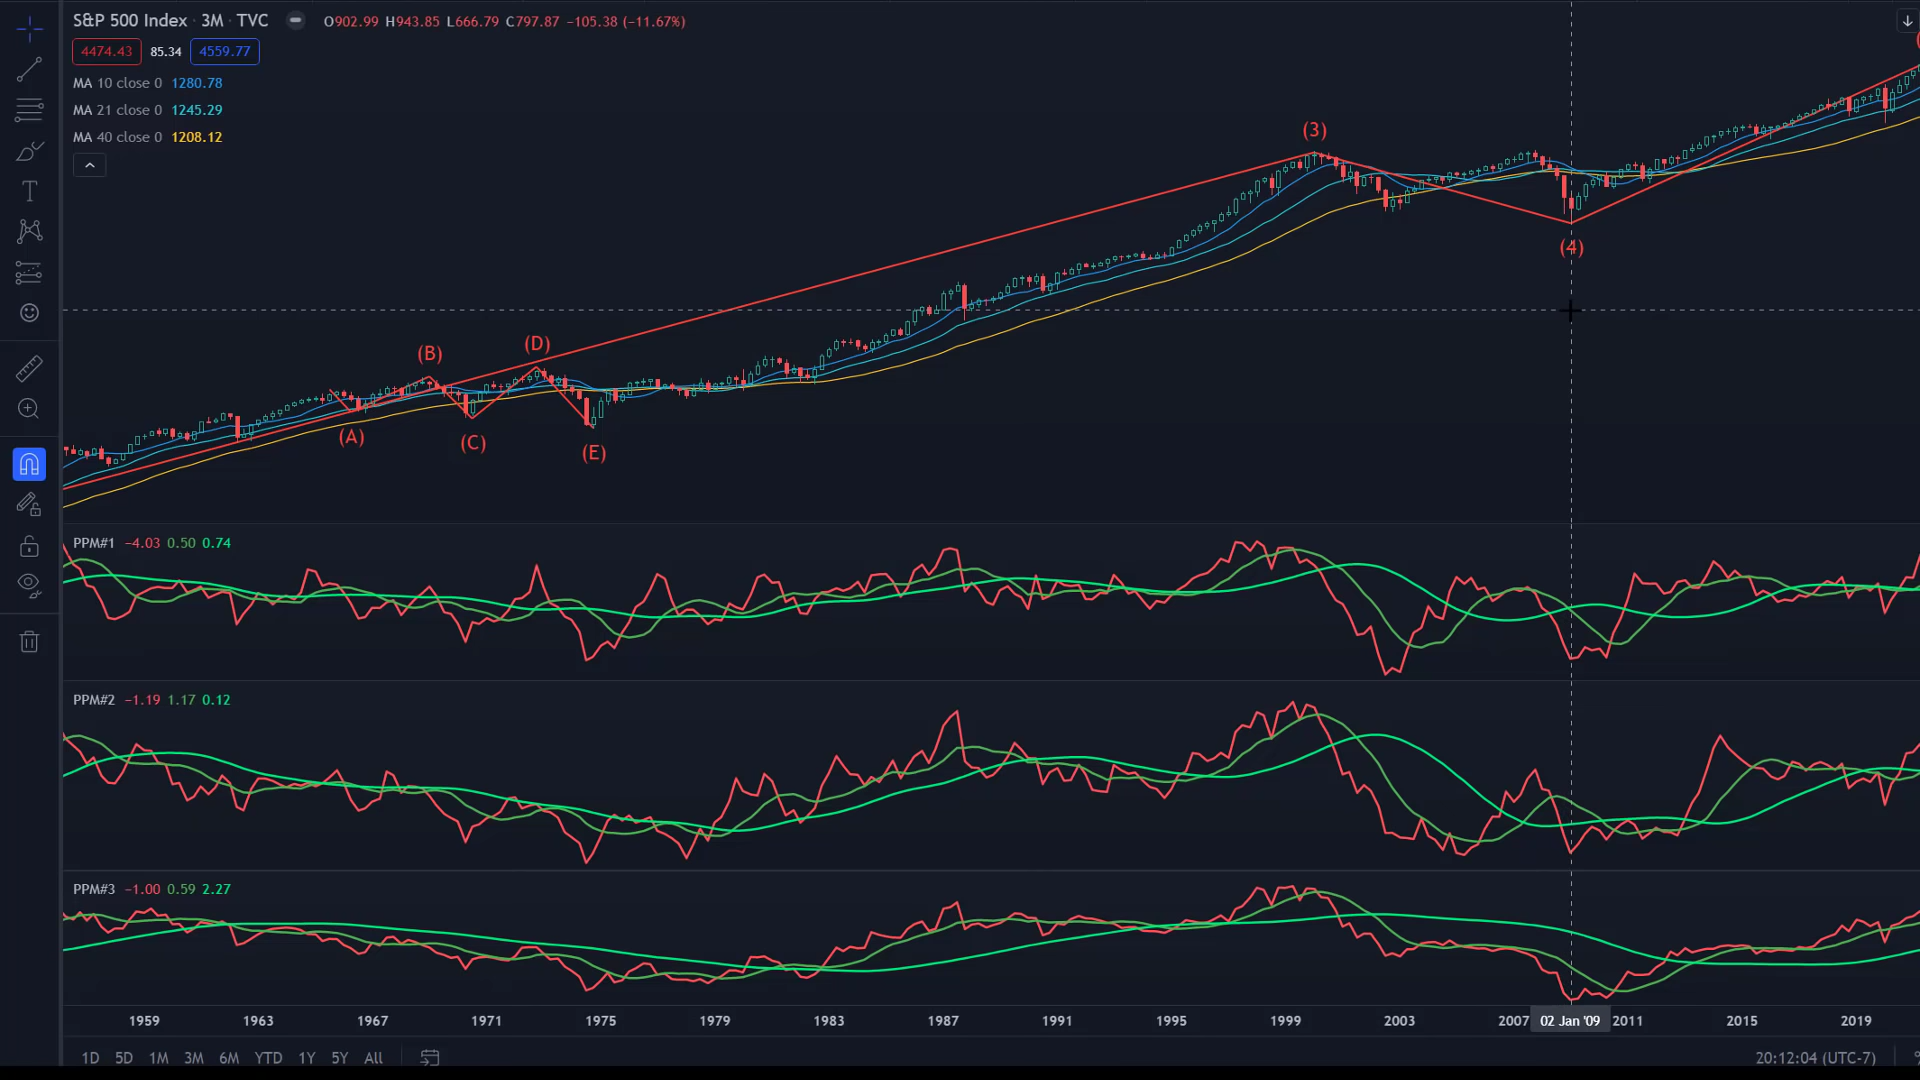 S&P 500 Index · 3M · TVC O902.99 H943.85 L666.79 C797.87 −105.38 (−11.67%)
4474.43 85.34 4559.77
MA 10 close 0 1280.78
MA 21 close 0 1245.29
MA 40 close 0 1208.12
(3)
(4)
(B)
(D)
(A)
(C)
(E)
PPM#1 −4.03 0.50 0.74
PPM#2 −1.19 1.17 0.12
PPM#3 −1.00 0.59 2.27
1959 1963 1967 1971 1975 1979 1983 1987 1991 1995 1999 2003 2007 02 Jan '09 2011 2015 2019
1D 5D 1M 3M 6M YTD 1Y 5Y All 20:12:04 (UTC-7)